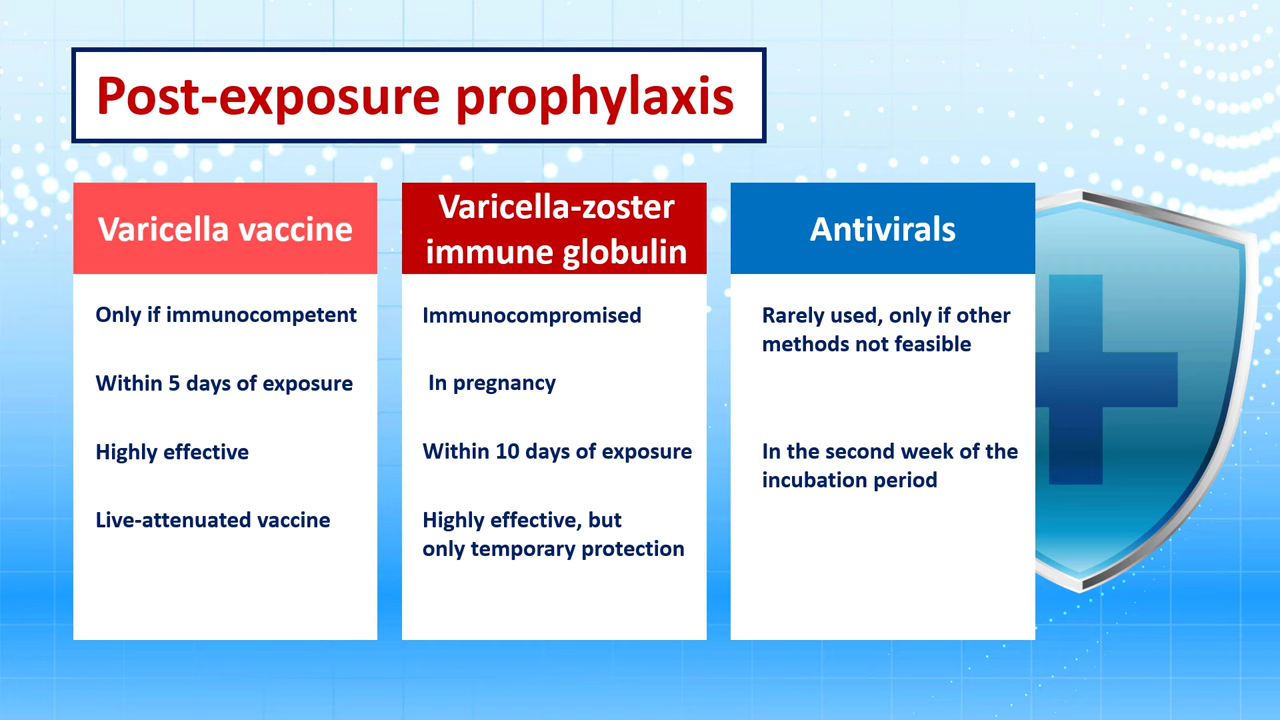 Post-exposure prophylaxis
Varicella vaccine
Only if immunocompetent
Within 5 days of exposure
Highly effective
Live-attenuated vaccine
Varicella-zoster
immune globulin
Immunocompromised
In pregnancy
Within 10 days of exposure
Highly effective, but
only temporary protection
Antivirals
Rarely used, only if other
methods not feasible
In the second week of the
incubation period